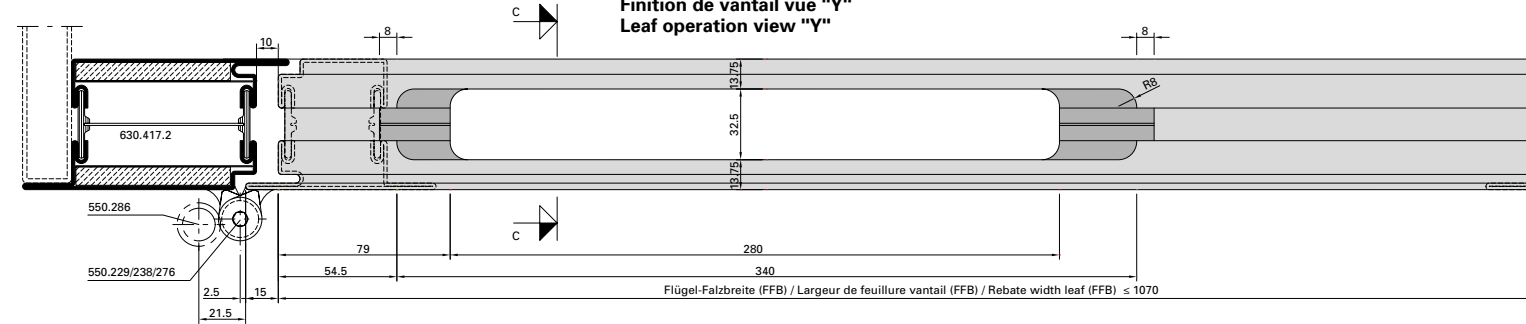 Finition de vantail vue "Y"
Leaf operation view "Y"
C
8
8
10
13.75
R8
630.417.2
32.5
13.75
550.286
C
79
280
550.229/238/276
54.5
340
2.5
15
Flügel-Falzbreite (FFB) / Largeur de feuillure vantail (FFB) / Rebate width leaf (FFB) ≤ 1070
21.5